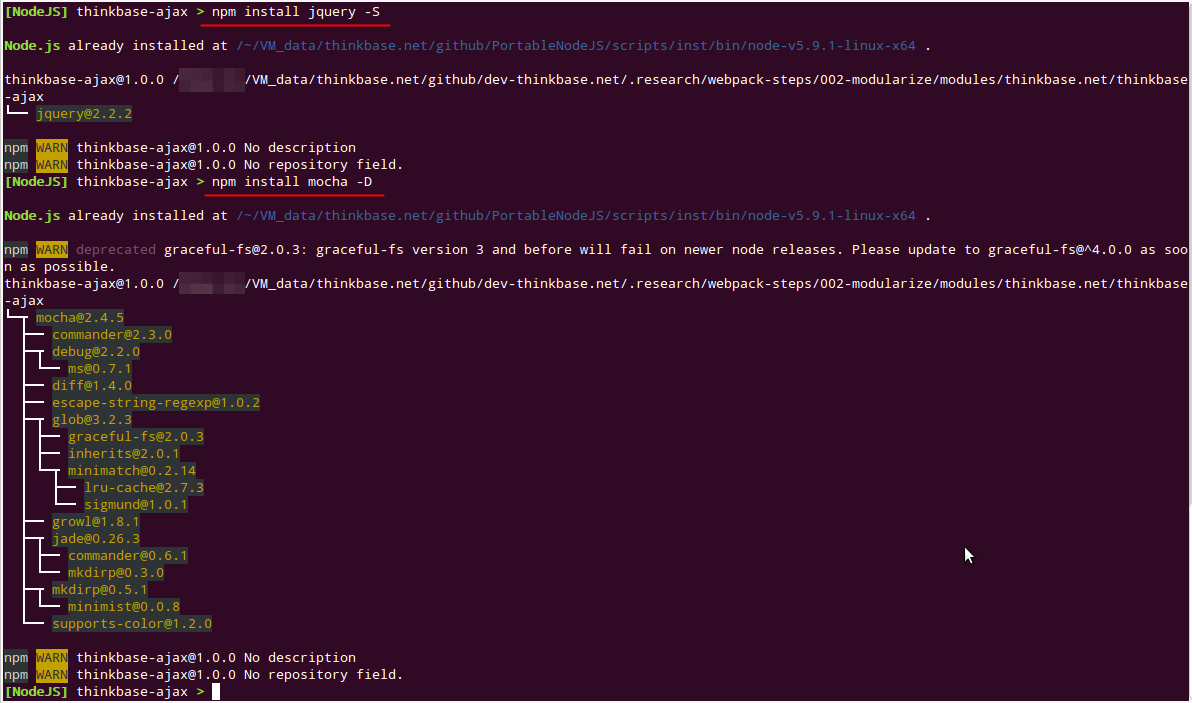 [NodeJS] thinkbase-ajax > npm install jquery -S
Node.js already installed at /~/VM_data/thinkbase.net/github/PortableNodeJS/scripts/inst/bin/node-v5.9.1-linux-x64 .
thinkbase-ajax@1.0.0 /
/VM_data/thinkbase.net/github/dev-thinkbase.net/.research/webpack-steps/002-modularize/modules/thinkbase.net/thinkbase
-ajax
└── jquery@2.2.2
npm WARN thinkbase-ajax@1.0.0 No description
npm WARN thinkbase-ajax@1.0.0 No repository field.
[NodeJS] thinkbase-ajax > npm install mocha -D
Node.js already installed at /~/VM_data/thinkbase.net/github/PortableNodeJS/scripts/inst/bin/node-v5.9.1-linux-x64 .
npm WARN deprecated graceful-fs@2.0.3: graceful-fs version 3 and before will fail on newer node releases. Please update to graceful-fs@^4.0.0 as soo
n as possible.
thinkbase-ajax@1.0.0 /
/VM_data/thinkbase.net/github/dev-thinkbase.net/.research/webpack-steps/002-modularize/modules/thinkbase.net/thinkbase
-ajax
└─┬ mocha@2.4.5
  ├── commander@2.3.0
  ├─┬ debug@2.2.0
  │ └── ms@0.7.1
  ├── diff@1.4.0
  ├── escape-string-regexp@1.0.2
  ├─┬ glob@3.2.3
  │ ├── graceful-fs@2.0.3
  │ ├── inherits@2.0.1
  │ └─┬ minimatch@0.2.14
  │   ├── lru-cache@2.7.3
  │   └── sigmund@1.0.1
  ├── growl@1.8.1
  ├─┬ jade@0.26.3
  │ ├── commander@0.6.1
  │ └── mkdirp@0.3.0
  ├─┬ mkdirp@0.5.1
  │ └── minimist@0.0.8
  └── supports-color@1.2.0
npm WARN thinkbase-ajax@1.0.0 No description
npm WARN thinkbase-ajax@1.0.0 No repository field.
[NodeJS] thinkbase-ajax >